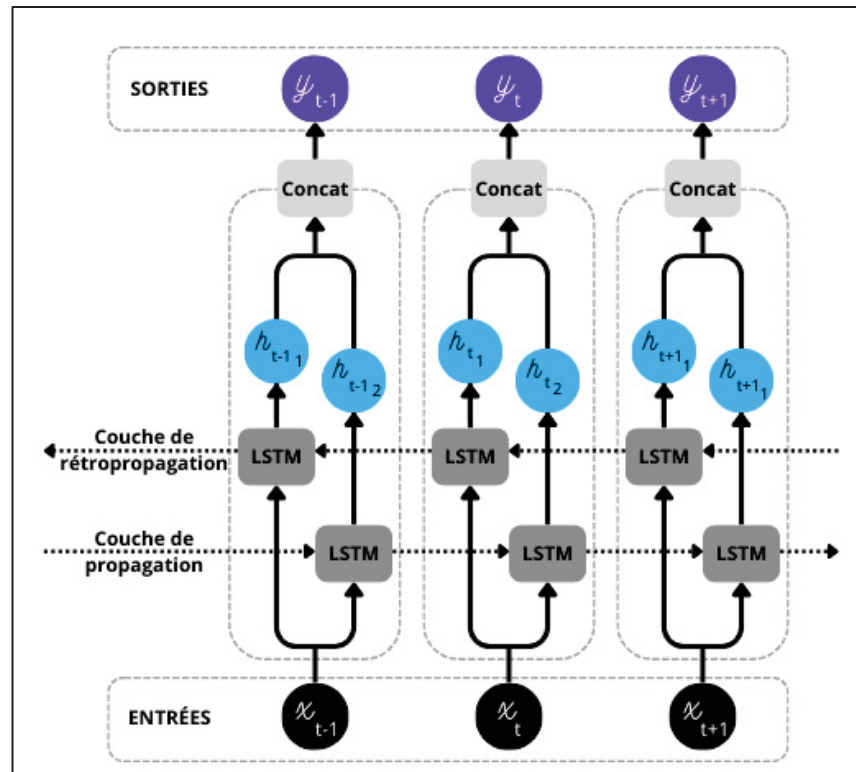 SORTIES
y t-1
y t
y t+1
Concat
Concat
Concat
h t-1 1
h t-1 2
h t 1
h t 2
h t+1 1
h t+1 1
Couche de
rétropropagation
LSTM
LSTM
LSTM
Couche de
propagation
LSTM
LSTM
LSTM
ENTRÉES
x t-1
x t
x t+1